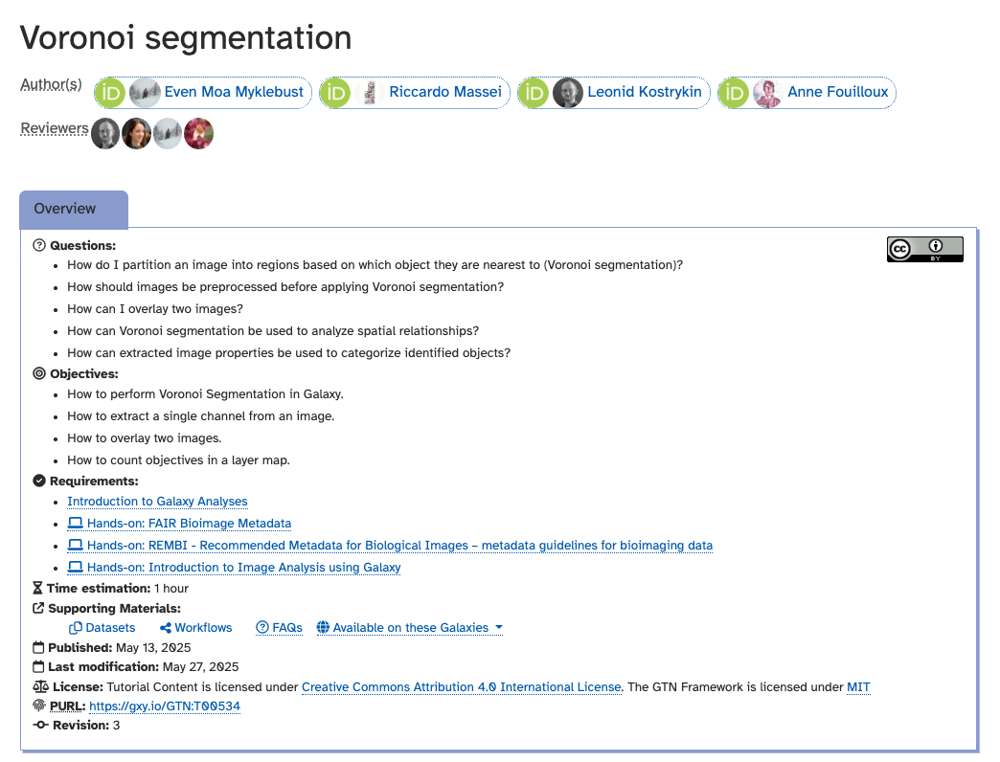 Voronoi segmentation
Author(s) iD Even Moa Myklebust iD Riccardo Massei iD Leonid Kostrykin iD Anne Fouilloux
Reviewers
Overview
Questions:
cc BY
How do I partition an image into regions based on which object they are nearest to (Voronoi segmentation)?
How should images be preprocessed before applying Voronoi segmentation?
How can I overlay two images?
How can Voronoi segmentation be used to analyze spatial relationships?
How can extracted image properties be used to categorize identified objects?
Objectives:
How to perform Voronoi Segmentation in Galaxy.
How to extract a single channel from an image.
How to overlay two images.
How to count objectives in a layer map.
Requirements:
Introduction to Galaxy Analyses
Hands-on: FAIR Bioimage Metadata
Hands-on: REMBI - Recommended Metadata for Biological Images – metadata guidelines for bioimaging data
Hands-on: Introduction to Image Analysis using Galaxy
Time estimation: 1 hour
Supporting Materials:
Datasets Workflows FAQs Available on these Galaxies
Published: May 13, 2025
Last modification: May 27, 2025
License: Tutorial Content is licensed under Creative Commons Attribution 4.0 International License. The GTN Framework is licensed under MIT
PURL: https://gxy.io/GTN:T00534
Revision: 3